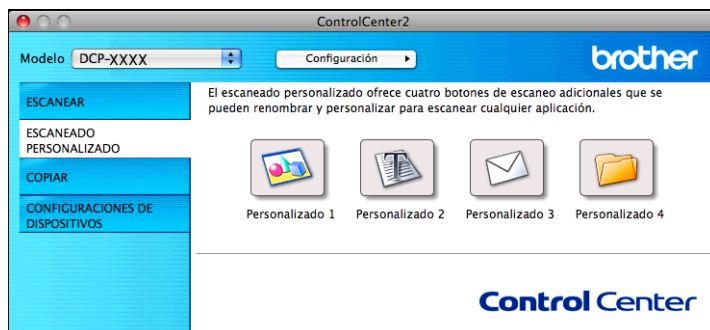 ControlCenter2
Modelo DCP-XXXX Configuración brother
ESCANEAR
ESCANEADO
PERSONALIZADO
COPIAR
CONFIGURACIONES DE
DISPOSITIVOS
El escaneado personalizado ofrece cuatro botones de escaneo adicionales que se
pueden renombrar y personalizar para escanear cualquier aplicación.
Personalizado 1 Personalizado 2 Personalizado 3 Personalizado 4
Control Center